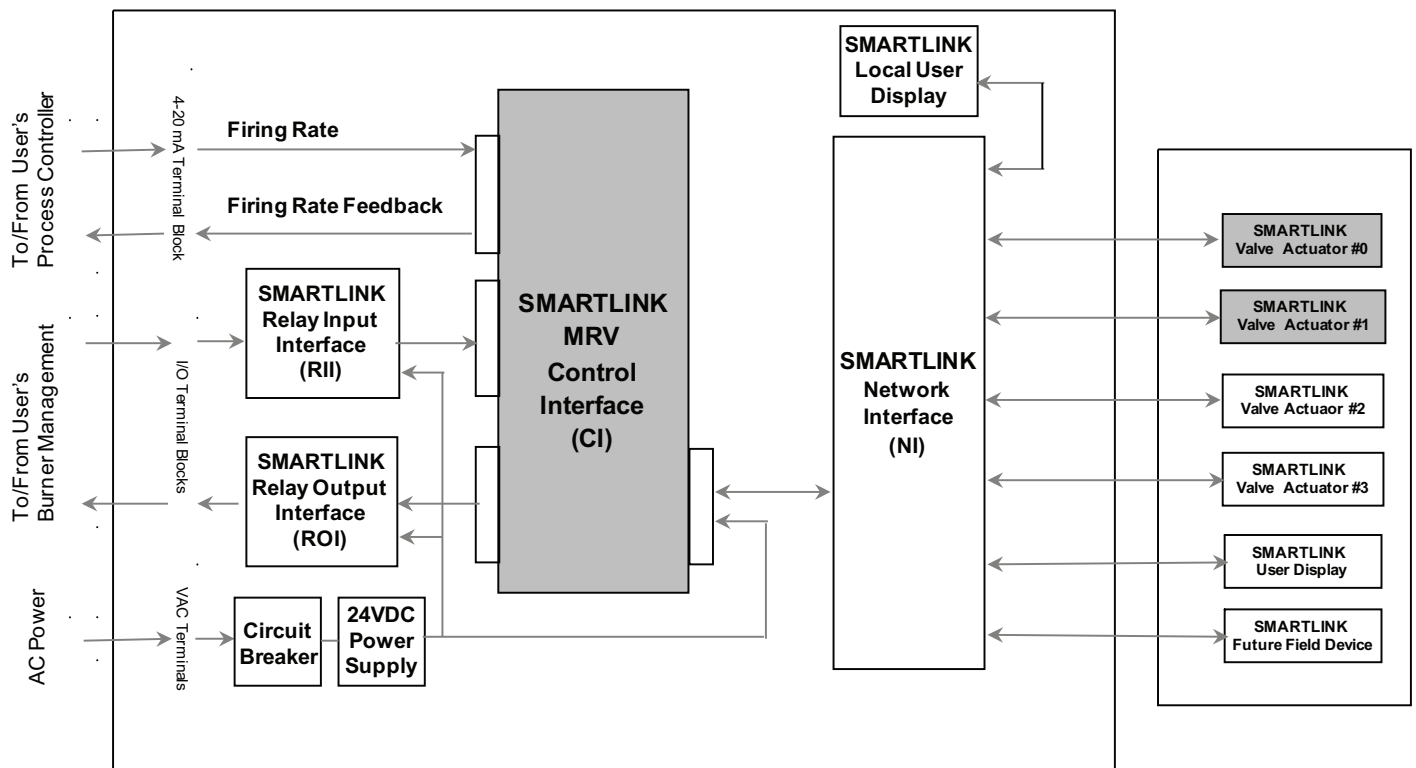 To/From User's
Process Controller
4-20 mA Terminal Block
Firing Rate
Firing Rate Feedback
To/From User's
Burner Management
I/O Terminal Blocks
SMARTLINK
Relay Input
Interface
(RII)
SMARTLINK
Relay Output
Interface
(ROI)
AC Power
VAC Terminals
Circuit
Breaker
24VDC
Power
Supply
SMARTLINK
MRV
Control
Interface
(CI)
SMARTLINK
Local User
Display
SMARTLINK
Network
Interface
(NI)
SMARTLINK
Valve Actuator #0
SMARTLINK
Valve Actuator #1
SMARTLINK
Valve Actuaor #2
SMARTLINK
Valve Actuator #3
SMARTLINK
User Display
SMARTLINK
Future Field Device